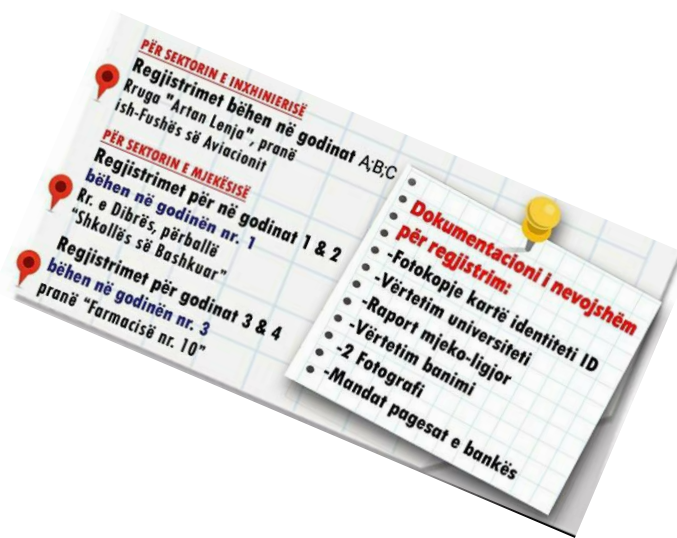 PËR SEKTORIN E INXHINIERISË
Regjistrimet bëhen në godinat A;B;C
Rruga "Artan Lenja", pranë
ish-Fushës së Aviacionit
PËR SEKTORIN E MJEKËSISË
Regjistrimet për në godinat 1 & 2
bëhen në godinën nr. 1
Rr. e Dibrës, përballë
"Shkollës së Bashkuar"
Regjistrimet për godinat 3 & 4
bëhen në godinën nr. 3
pranë "Farmacisë nr. 10"
Dokumentacioni i nevojshëm
për regjistrim:
-Fotokopje kartë identiteti ID
-Vërtetim universiteti
-Raport mjeko-ligjor
-Vërtetim banimi
-2 Fotografi
-Mandat pagesat e bankës